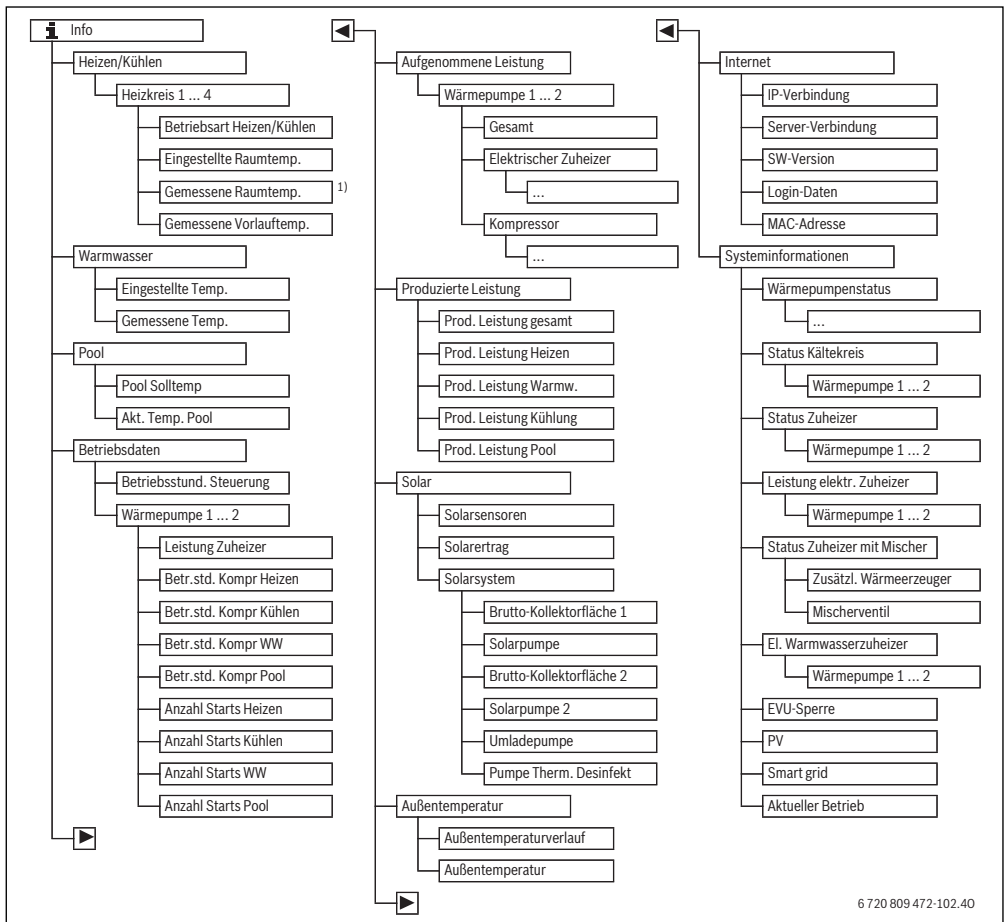 Info
Heizen/Kühlen
Heizkreis 1 ... 4
Betriebsart Heizen/Kühlen
Eingestellte Raumtemp.
Gemessene Raumtemp. 1)
Gemessene Vorlauftemp.
Warmwasser
Eingestellte Temp.
Gemessene Temp.
Pool
Pool Solltemp
Akt. Temp. Pool
Betriebsdaten
Betriebsstund. Steuerung
Wärmepumpe 1 ... 2
Leistung Zuheizer
Betr.std. Kompr Heizen
Betr.std. Kompr Kühlen
Betr.std. Kompr WW
Betr.std. Kompr Pool
Anzahl Starts Heizen
Anzahl Starts Kühlen
Anzahl Starts WW
Anzahl Starts Pool
Aufgenommene Leistung
Wärmepumpe 1 ... 2
Gesamt
Elektrischer Zuheizer
...
Kompressor
...
Produzierte Leistung
Prod. Leistung gesamt
Prod. Leistung Heizen
Prod. Leistung Warmw.
Prod. Leistung Kühlung
Prod. Leistung Pool
Solar
Solarsensoren
Solarertrag
Solarsystem
Brutto-Kollektorfläche 1
Solarpumpe
Brutto-Kollektorfläche 2
Solarpumpe 2
Umladepumpe
Pumpe Therm. Desinfekt
Außentemperatur
Außentemperaturverlauf
Außentemperatur
Internet
IP-Verbindung
Server-Verbindung
SW-Version
Login-Daten
MAC-Adresse
Systeminformationen
Wärmepumpenstatus
...
Status Kältekreis
Wärmepumpe 1 ... 2
Status Zuheizer
Wärmepumpe 1 ... 2
Leistung elektr. Zuheizer
Wärmepumpe 1 ... 2
Status Zuheizer mit Mischer
Zusätzl. Wärmeerzeuger
Mischerventil
El. Warmwasserzuheizer
Wärmepumpe 1 ... 2
EVU-Sperre
PV
Smart grid
Aktueller Betrieb
6 720 809 472-102.4O